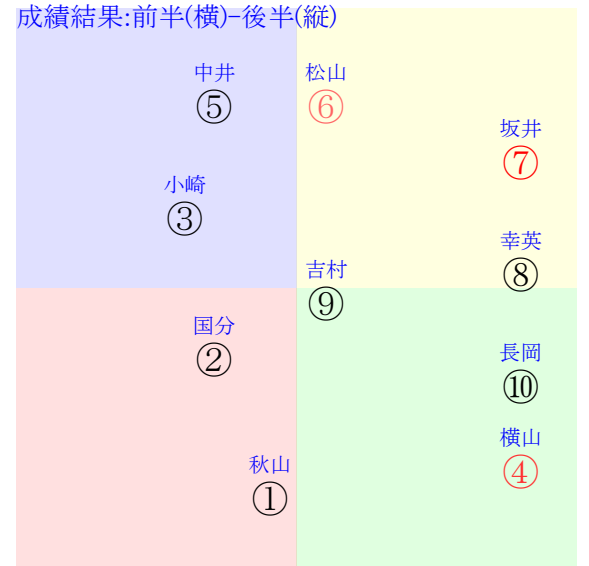 成績結果:前半(横)-後半(縦)
中井
⑤
松山
⑥
坂井
⑦
小崎
③
幸英
⑧
吉村
⑨
国分
②
長岡
⑩
横山
④
秋山
①